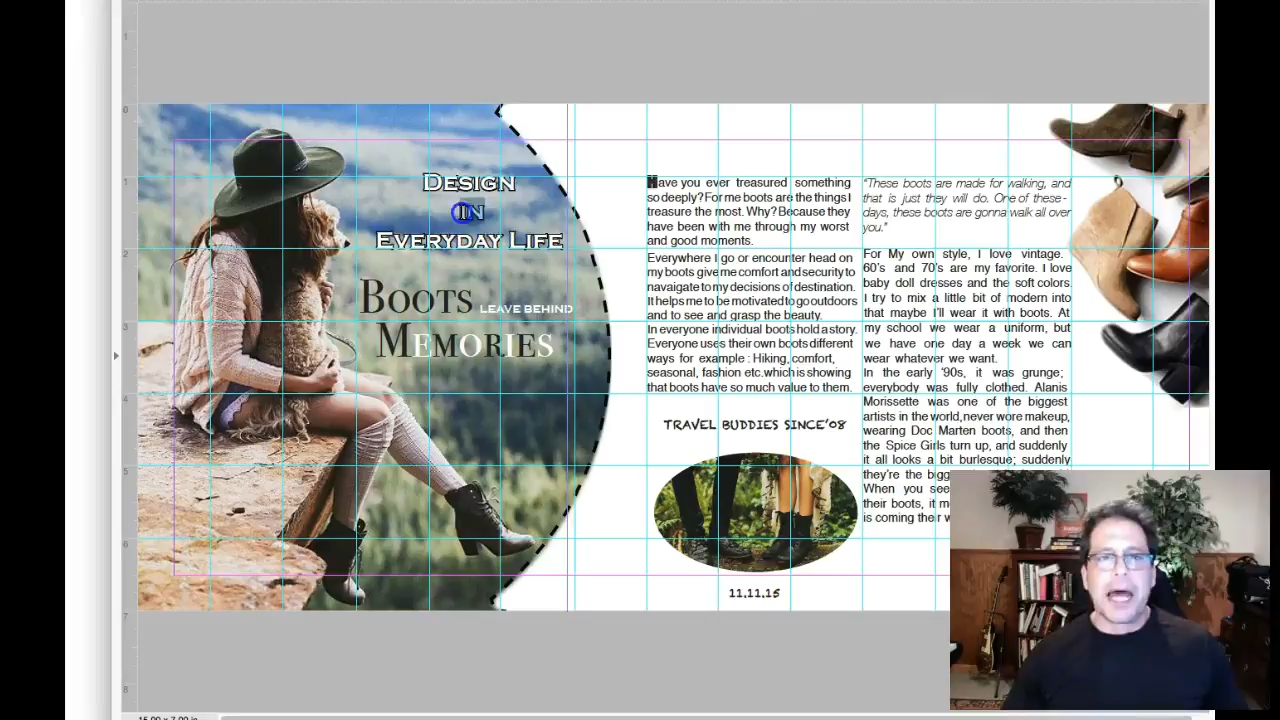 DESIGN
IN
EVERYDAY LIFE
BOOTS LEAVE BEHIND
MEMORIES
Have you ever treasured something
so deeply? For me boots are the things I
treasure the most. Why? Because they
have been with me through my worst
and good moments.
Everywhere I go or encounter head on
my boots give me comfort and security to
navaigate to my decisions of destination.
It helps me to be motivated to go outdoors
and to see and grasp the beauty.
In everyone individual boots hold a story.
Everyone uses their own boots different
ways for example : Hiking, comfort,
seasonal, fashion etc.which is showing
that boots have so much value to them.
TRAVEL BUDDIES SINCE'08
11.11.15
“These boots are made for walking, and
that is just they will do. One of these-
days, these boots are gonna walk all over
you.”
For My own style, I love vintage.
60’s and 70’s are my favorite. I love
baby doll dresses and the soft colors.
I try to mix a little bit of modern into
that maybe I’ll wear it with boots. At
my school we wear a uniform, but
we have one day a week we can
wear whatever we want.
In the early ‘90s, it was grunge;
everybody was fully clothed. Alanis
Morissette was one of the biggest
artists in the world,never wore makeup,
wearing Doc Marten boots, and then
the Spice Girls turn up, and suddenly
it all looks a bit burlesque; suddenly
they’re the
When you see
their boots, it
is coming their
0
1
2
3
4
5
6
7
8